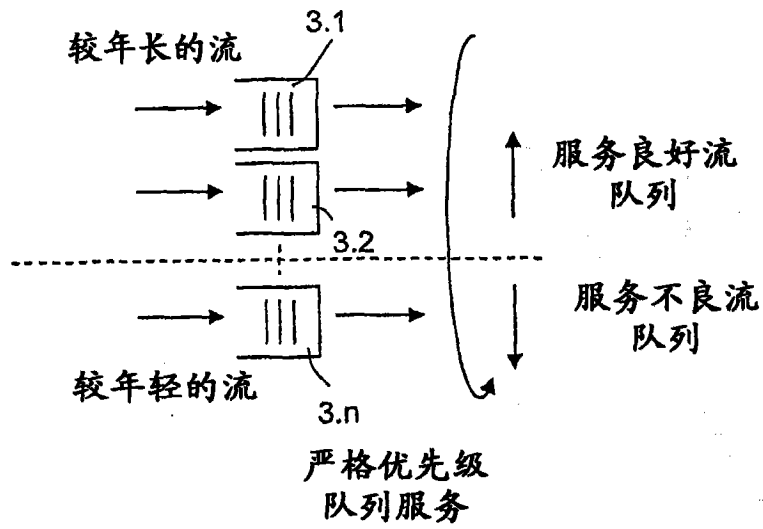 3.1
较年长的流
服务良好流
队列
3.2
服务不良流
队列
较年轻的流
3.n
严格优先级
队列服务